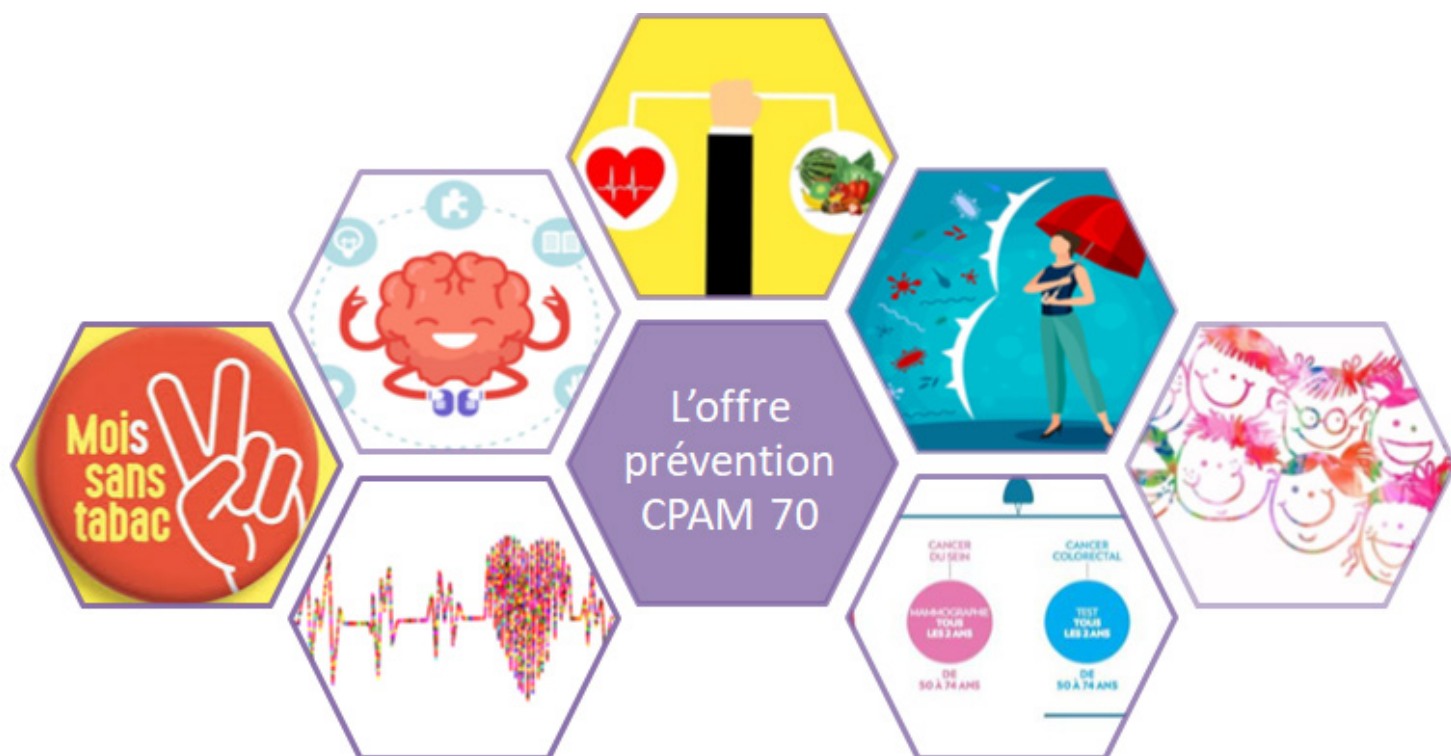 Mois
sans
tabac
L'offre
prévention
CPAM 70
CANCER
DU SEIN
MAMMOGRAPHIE
TOUS
LES 2 ANS
DE
50 À 74 ANS
CANCER
COLORECTAL
TEST
TOUS
LES 2 ANS
DE
50 À 74 ANS